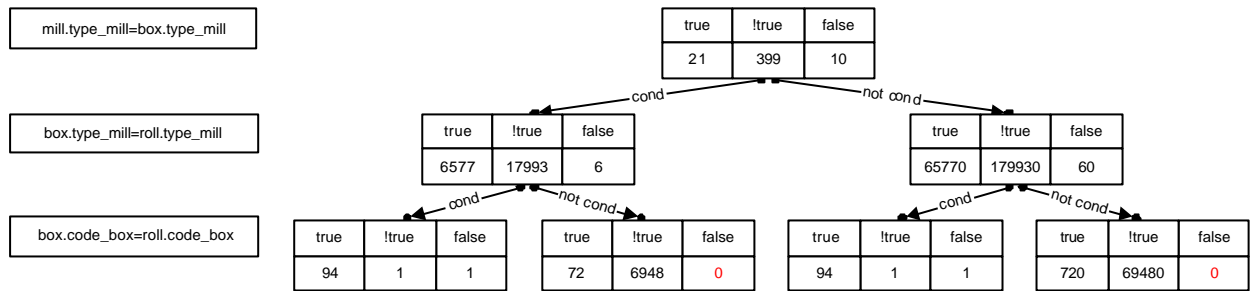 mill.type_mill=box.type_mill
true !true false
21 399 10
cond not cond
box.type_mill=roll.type_mill
true !true false true !true false
6577 17993 6 65770 179930 60
cond not cond cond not cond
box.code_box=roll.code_box
true !true false true !true false true !true false true !true false
94 1 1 72 6948 0 94 1 1 720 69480 0